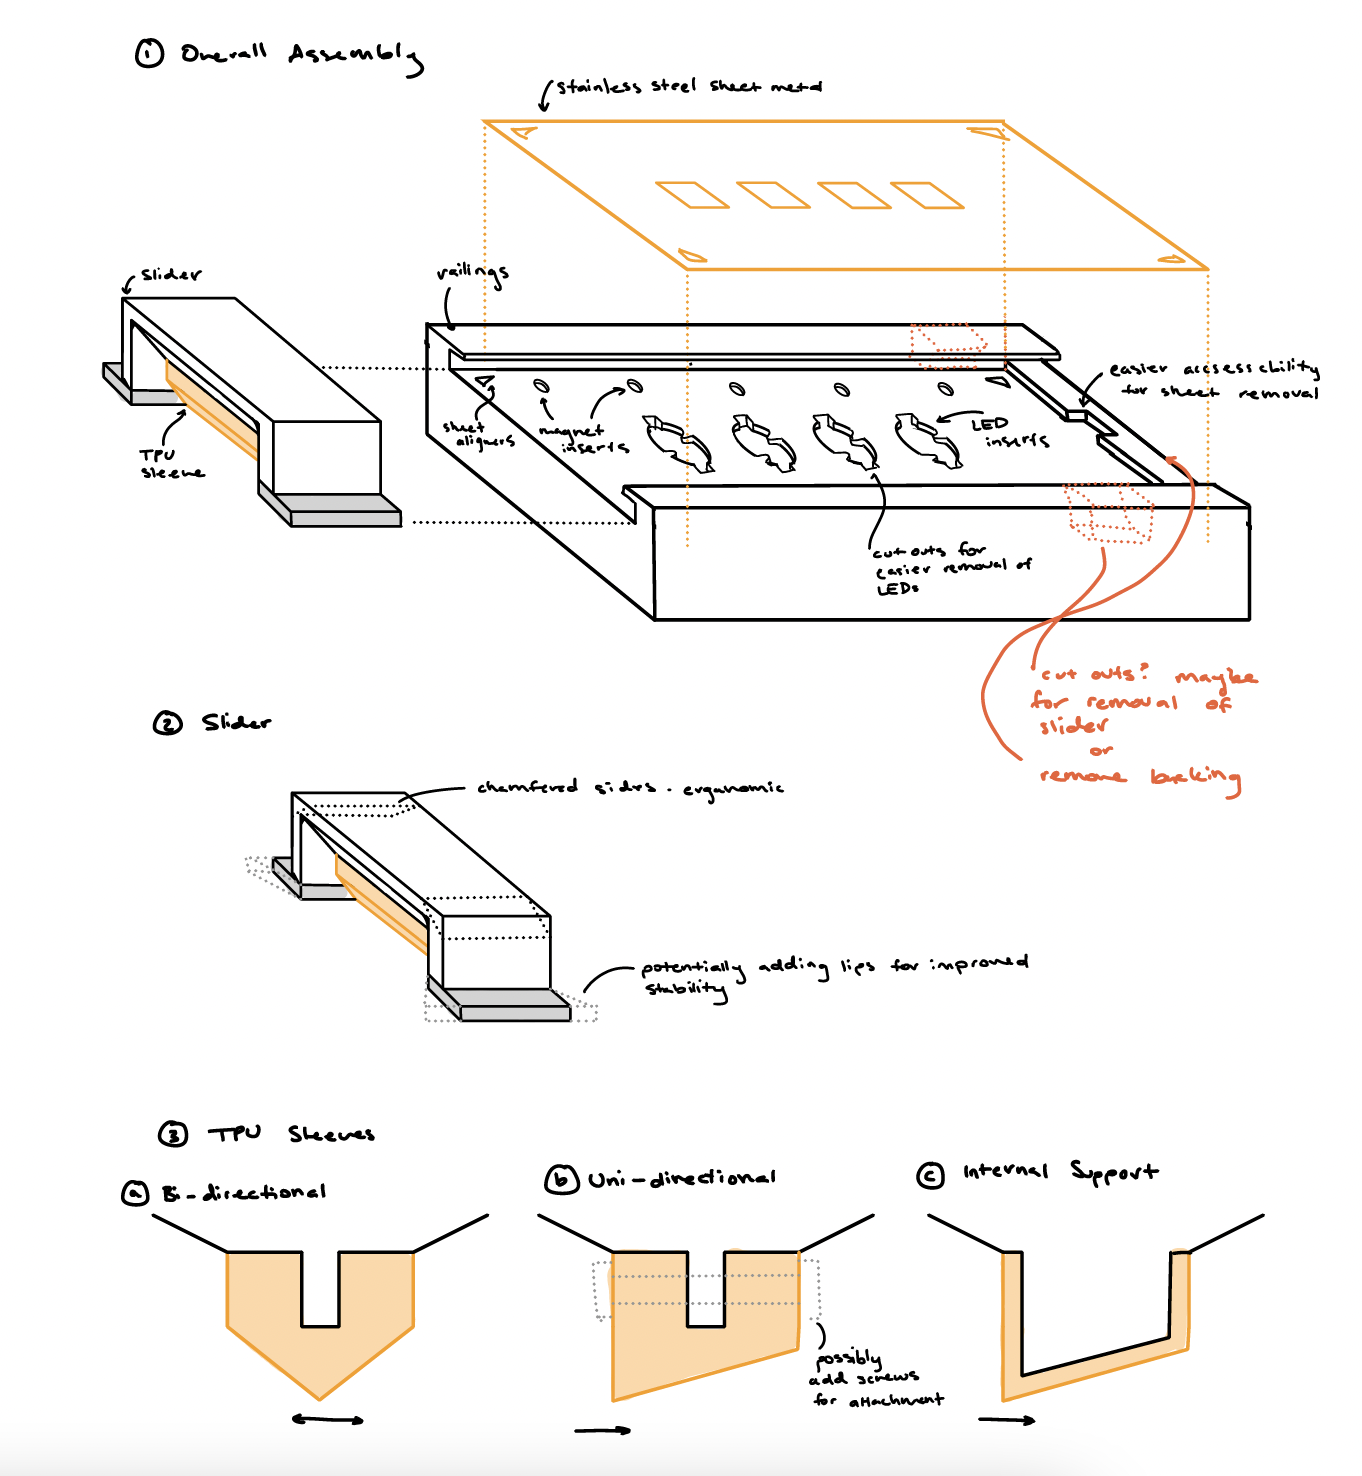 ① Overall Assembly
stainless steel sheet metal
slider
railings
easier accessability
for sheet removal
sheet
aligners
magnet
inserts
LED
inserts
TPU
sleeve
cut outs for
easier removal of
LEDs
cut outs? maybe
for removal of
slider
or
remove backing
② Slider
chamfered sides - ergonomic
potentially adding lips for improved
stability
③ TPU Sleeves
ⓐ Bi-directional
ⓑ Uni-directional
ⓒ Internal Support
possibly
add screws
for attachment